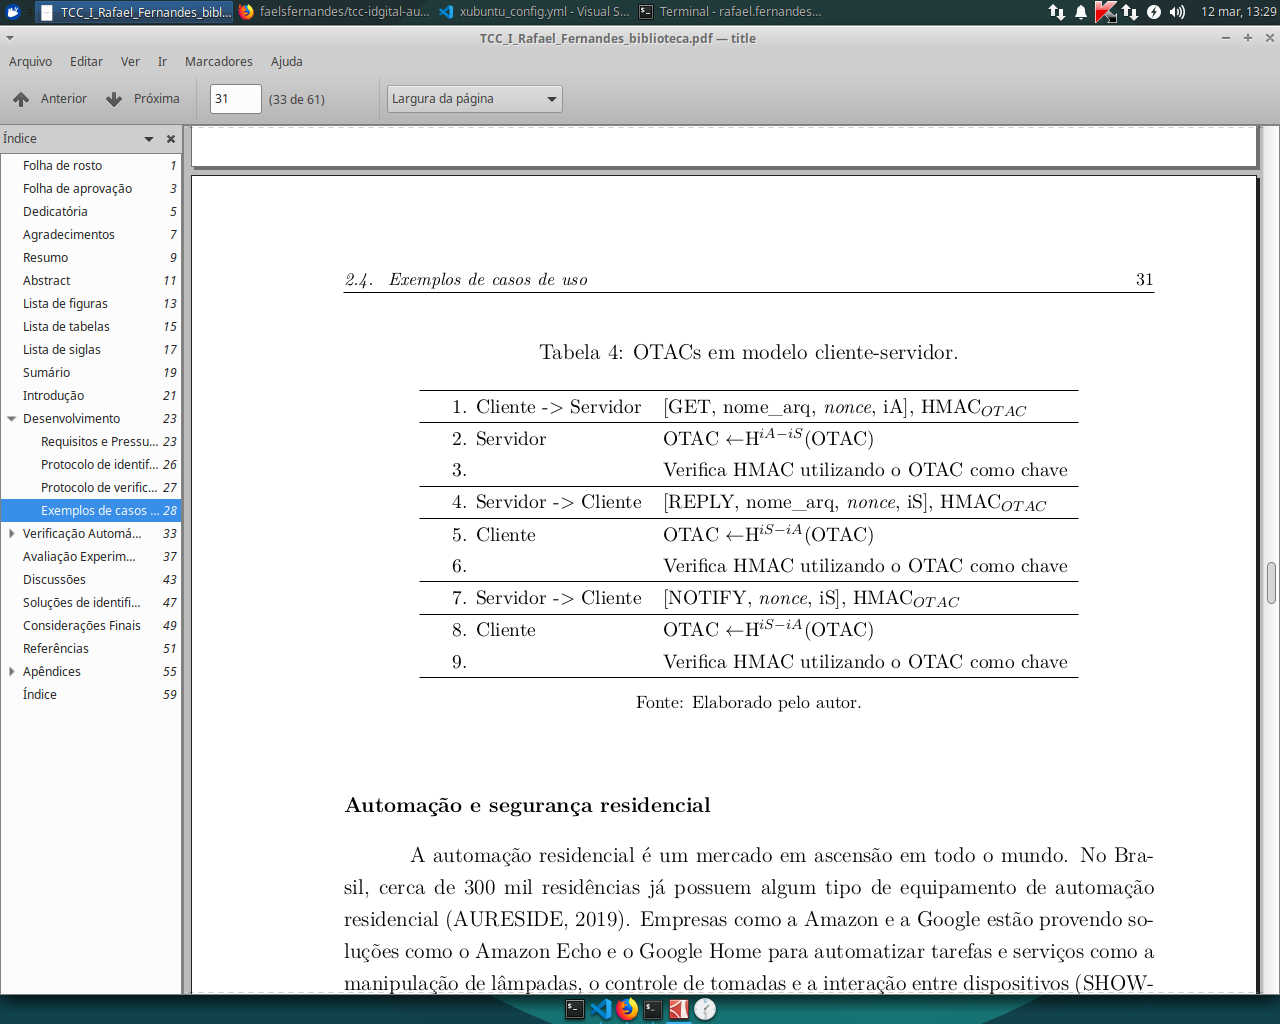 TCC_I_Rafael_Fernandes_bibl...
faelsfernandes/tcc-idgital-au...
xubuntu_config.yml - Visual S...
Terminal - rafael.fernandes...
12 mar, 13:29
TCC_I_Rafael_Fernandes_biblioteca.pdf — title
Arquivo Editar Ver Ir Marcadores Ajuda
Anterior Próxima 31 (33 de 61) Largura da página
Índice
Folha de rosto 1
Folha de aprovação 3
Dedicatória 5
Agradecimentos 7
Resumo 9
Abstract 11
Lista de figuras 13
Lista de tabelas 15
Lista de siglas 17
Sumário 19
Introdução 21
Desenvolvimento 23
Requisitos e Pressu... 23
Protocolo de identif... 26
Protocolo de verific... 27
Exemplos de casos ... 28
Verificação Automá... 33
Avaliação Experim... 37
Discussões 43
Soluções de identifi... 47
Considerações Finais 49
Referências 51
Apêndices 55
Índice 59
2.4. Exemplos de casos de uso 31
Tabela 4: OTACs em modelo cliente-servidor.
1. Cliente -> Servidor [GET, nome_arq, nonce, iA], HMAC_OTAC
2. Servidor OTAC ←H^iA−iS(OTAC)
3. Verifica HMAC utilizando o OTAC como chave
4. Servidor -> Cliente [REPLY, nome_arq, nonce, iS], HMAC_OTAC
5. Cliente OTAC ←H^iS−iA(OTAC)
6. Verifica HMAC utilizando o OTAC como chave
7. Servidor -> Cliente [NOTIFY, nonce, iS], HMAC_OTAC
8. Cliente OTAC ←H^iS−iA(OTAC)
9. Verifica HMAC utilizando o OTAC como chave
Fonte: Elaborado pelo autor.
Automação e segurança residencial
A automação residencial é um mercado em ascensão em todo o mundo. No Bra-
sil, cerca de 300 mil residências já possuem algum tipo de equipamento de automação
residencial (AURESIDE, 2019). Empresas como a Amazon e a Google estão provendo so-
luções como o Amazon Echo e o Google Home para automatizar tarefas e serviços como a
manipulação de lâmpadas, o controle de tomadas e a interação entre dispositivos (SHOW-